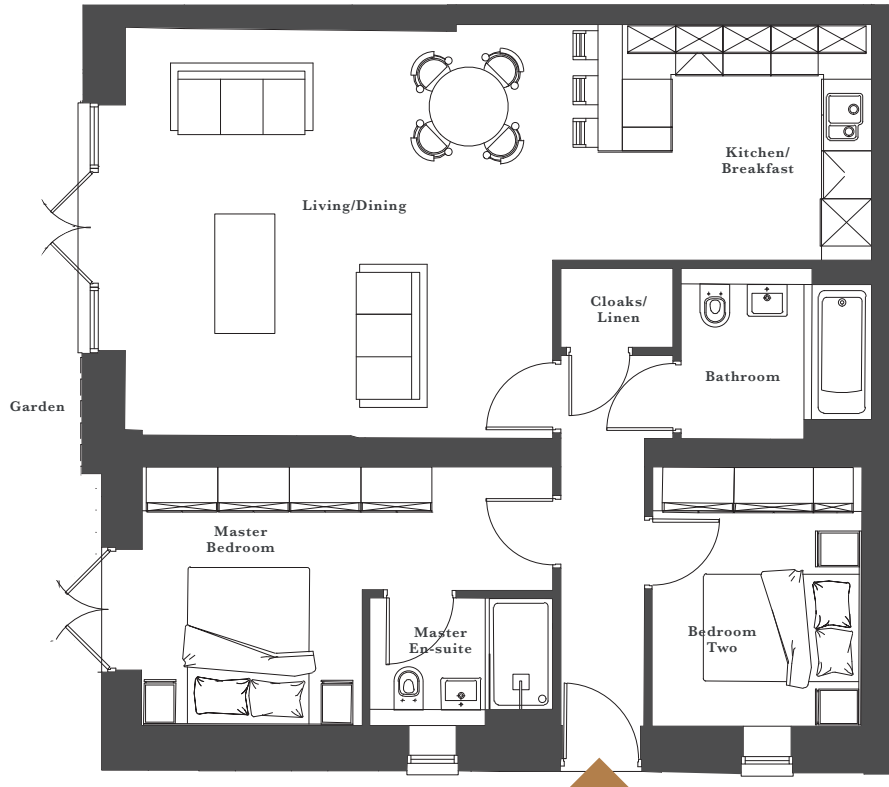 Kitchen/
Breakfast
Living/Dining
Cloaks/
Linen
Bathroom
Garden
Master
Bedroom
Master
En-suite
Bedroom
Two